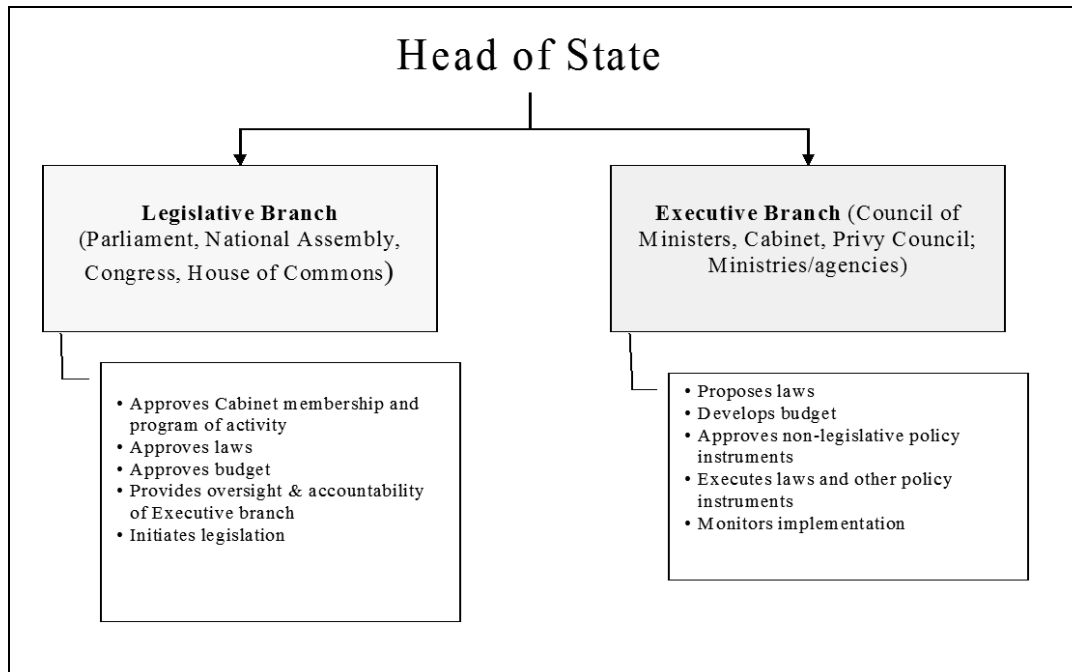 Head of State
Legislative Branch
(Parliament, National Assembly,
Congress, House of Commons)
• Approves Cabinet membership and
program of activity
• Approves laws
• Approves budget
• Provides oversight & accountability
of Executive branch
• Initiates legislation
Executive Branch (Council of
Ministers, Cabinet, Privy Council;
Ministries/agencies)
• Proposes laws
• Develops budget
• Approves non-legislative policy
instruments
• Executes laws and other policy
instruments
• Monitors implementation